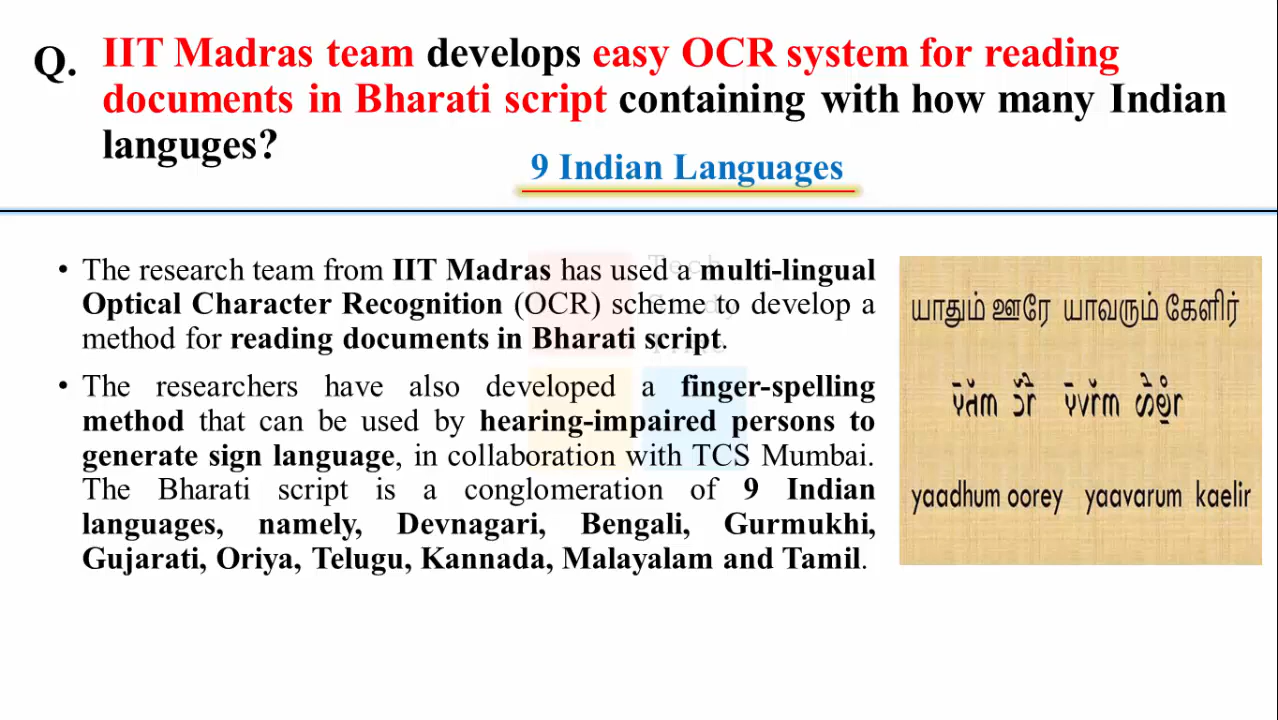 Q. IIT Madras team develops easy OCR system for reading
documents in Bharati script containing with how many Indian
languges?
9 Indian Languages
• The research team from IIT Madras has used a multi-lingual
Optical Character Recognition (OCR) scheme to develop a
method for reading documents in Bharati script.
• The researchers have also developed a finger-spelling
method that can be used by hearing-impaired persons to
generate sign language, in collaboration with TCS Mumbai.
The Bharati script is a conglomeration of 9 Indian
languages, namely, Devnagari, Bengali, Gurmukhi,
Gujarati, Oriya, Telugu, Kannada, Malayalam and Tamil.
யாதும் ஊரே யாவரும் கேளிர்
yaadhum oorey yaavarum kaelir